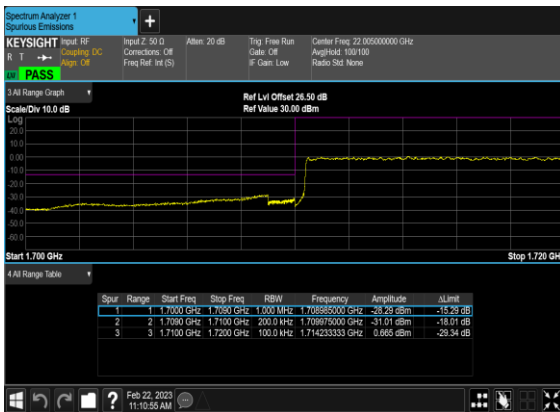 Spectrum Analyzer 1
Spurious Emissions
KEYSIGHT Input: RF Input Z: 50 Ω Atten: 20 dB Trig: Free Run Center Freq: 22.005000000 GHz
R T Coupling: DC Corrections: Off Gate: Off Avg|Hold: 100/100
Align: Off Freq Ref: Int (S) IF Gain: Low Radio Std: None
LV PASS
3 All Range Graph
Ref Lvl Offset 26.50 dB
Scale/Div 10.0 dB Ref Value 30.00 dBm
Log
20.0
10.0
0.00
-10.0
-20.0
-30.0
-40.0
-50.0
-60.0
Start 1.700 GHz Stop 1.720 GH
4 All Range Table
Spur Range Start Freq Stop Freq RBW Frequency Amplitude ΔLimit
1 1 1.7000 GHz 1.7090 GHz 1.000 MHz 1.708985000 GHz -28.29 dBm -15.29 dB
2 2 1.7090 GHz 1.7100 GHz 200.0 kHz 1.709975000 GHz -31.01 dBm -18.01 dB
3 3 1.7100 GHz 1.7200 GHz 100.0 kHz 1.714233333 GHz 0.665 dBm -29.34 dB
Feb 22, 2023
11:10:55 AM